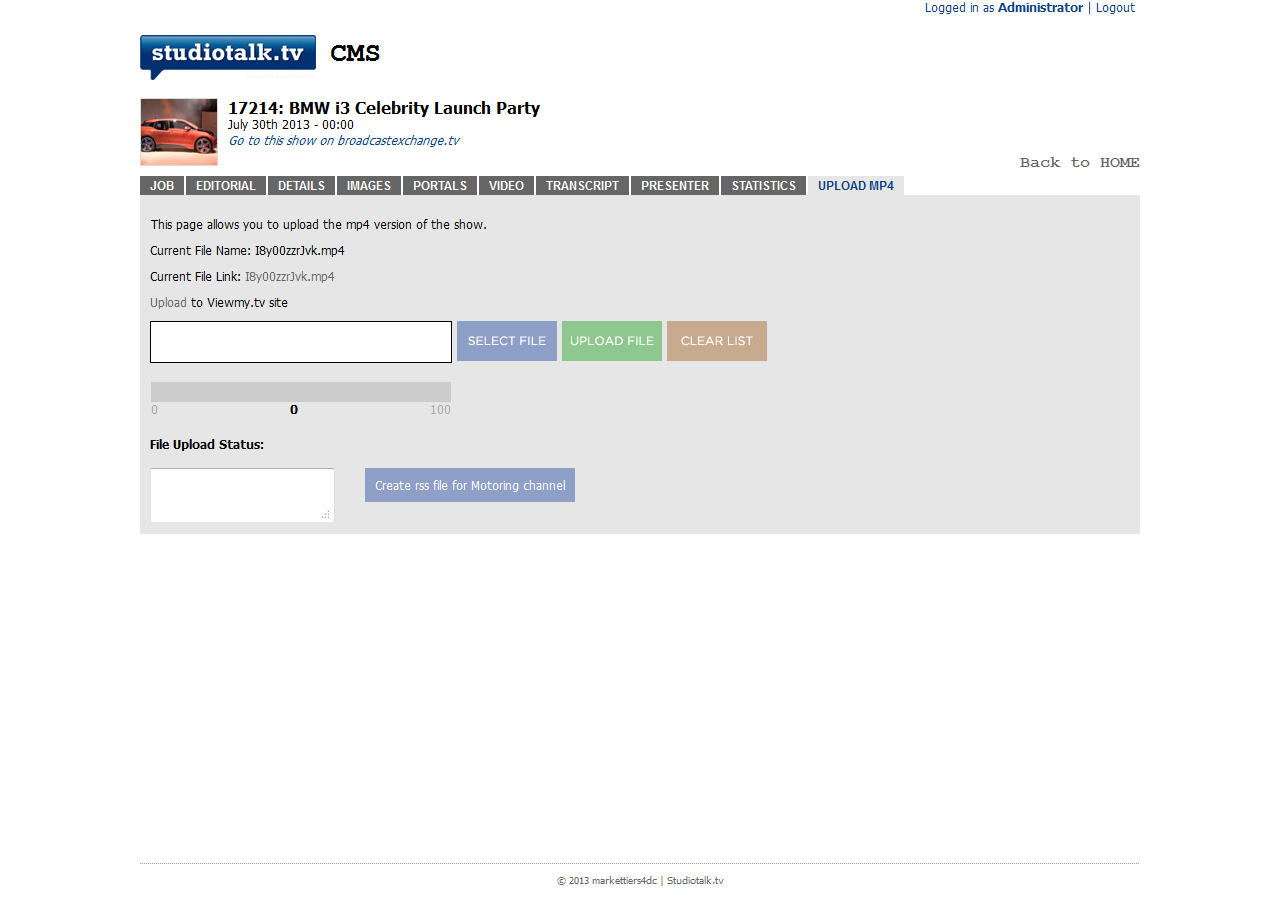 Logged in as Administrator | Logout
studiotalk.tv CMS
17214: BMW i3 Celebrity Launch Party
July 30th 2013 - 00:00
Go to this show on broadcastexchange.tv
Back to HOME
JOB EDITORIAL DETAILS IMAGES PORTALS VIDEO TRANSCRIPT PRESENTER STATISTICS UPLOAD MP4
This page allows you to upload the mp4 version of the show.
Current File Name: I8y00zzrJvk.mp4
Current File Link: I8y00zzrJvk.mp4
Upload to Viewmy.tv site
SELECT FILE UPLOAD FILE CLEAR LIST
0 0 100
File Upload Status:
Create rss file for Motoring channel
© 2013 markettiers4dc | Studiotalk.tv